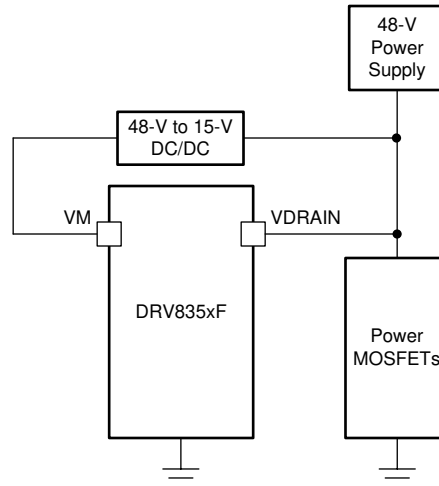 48-V
Power
Supply
48-V to 15-V
DC/DC
VM
VDRAIN
DRV835xF
Power
MOSFETs